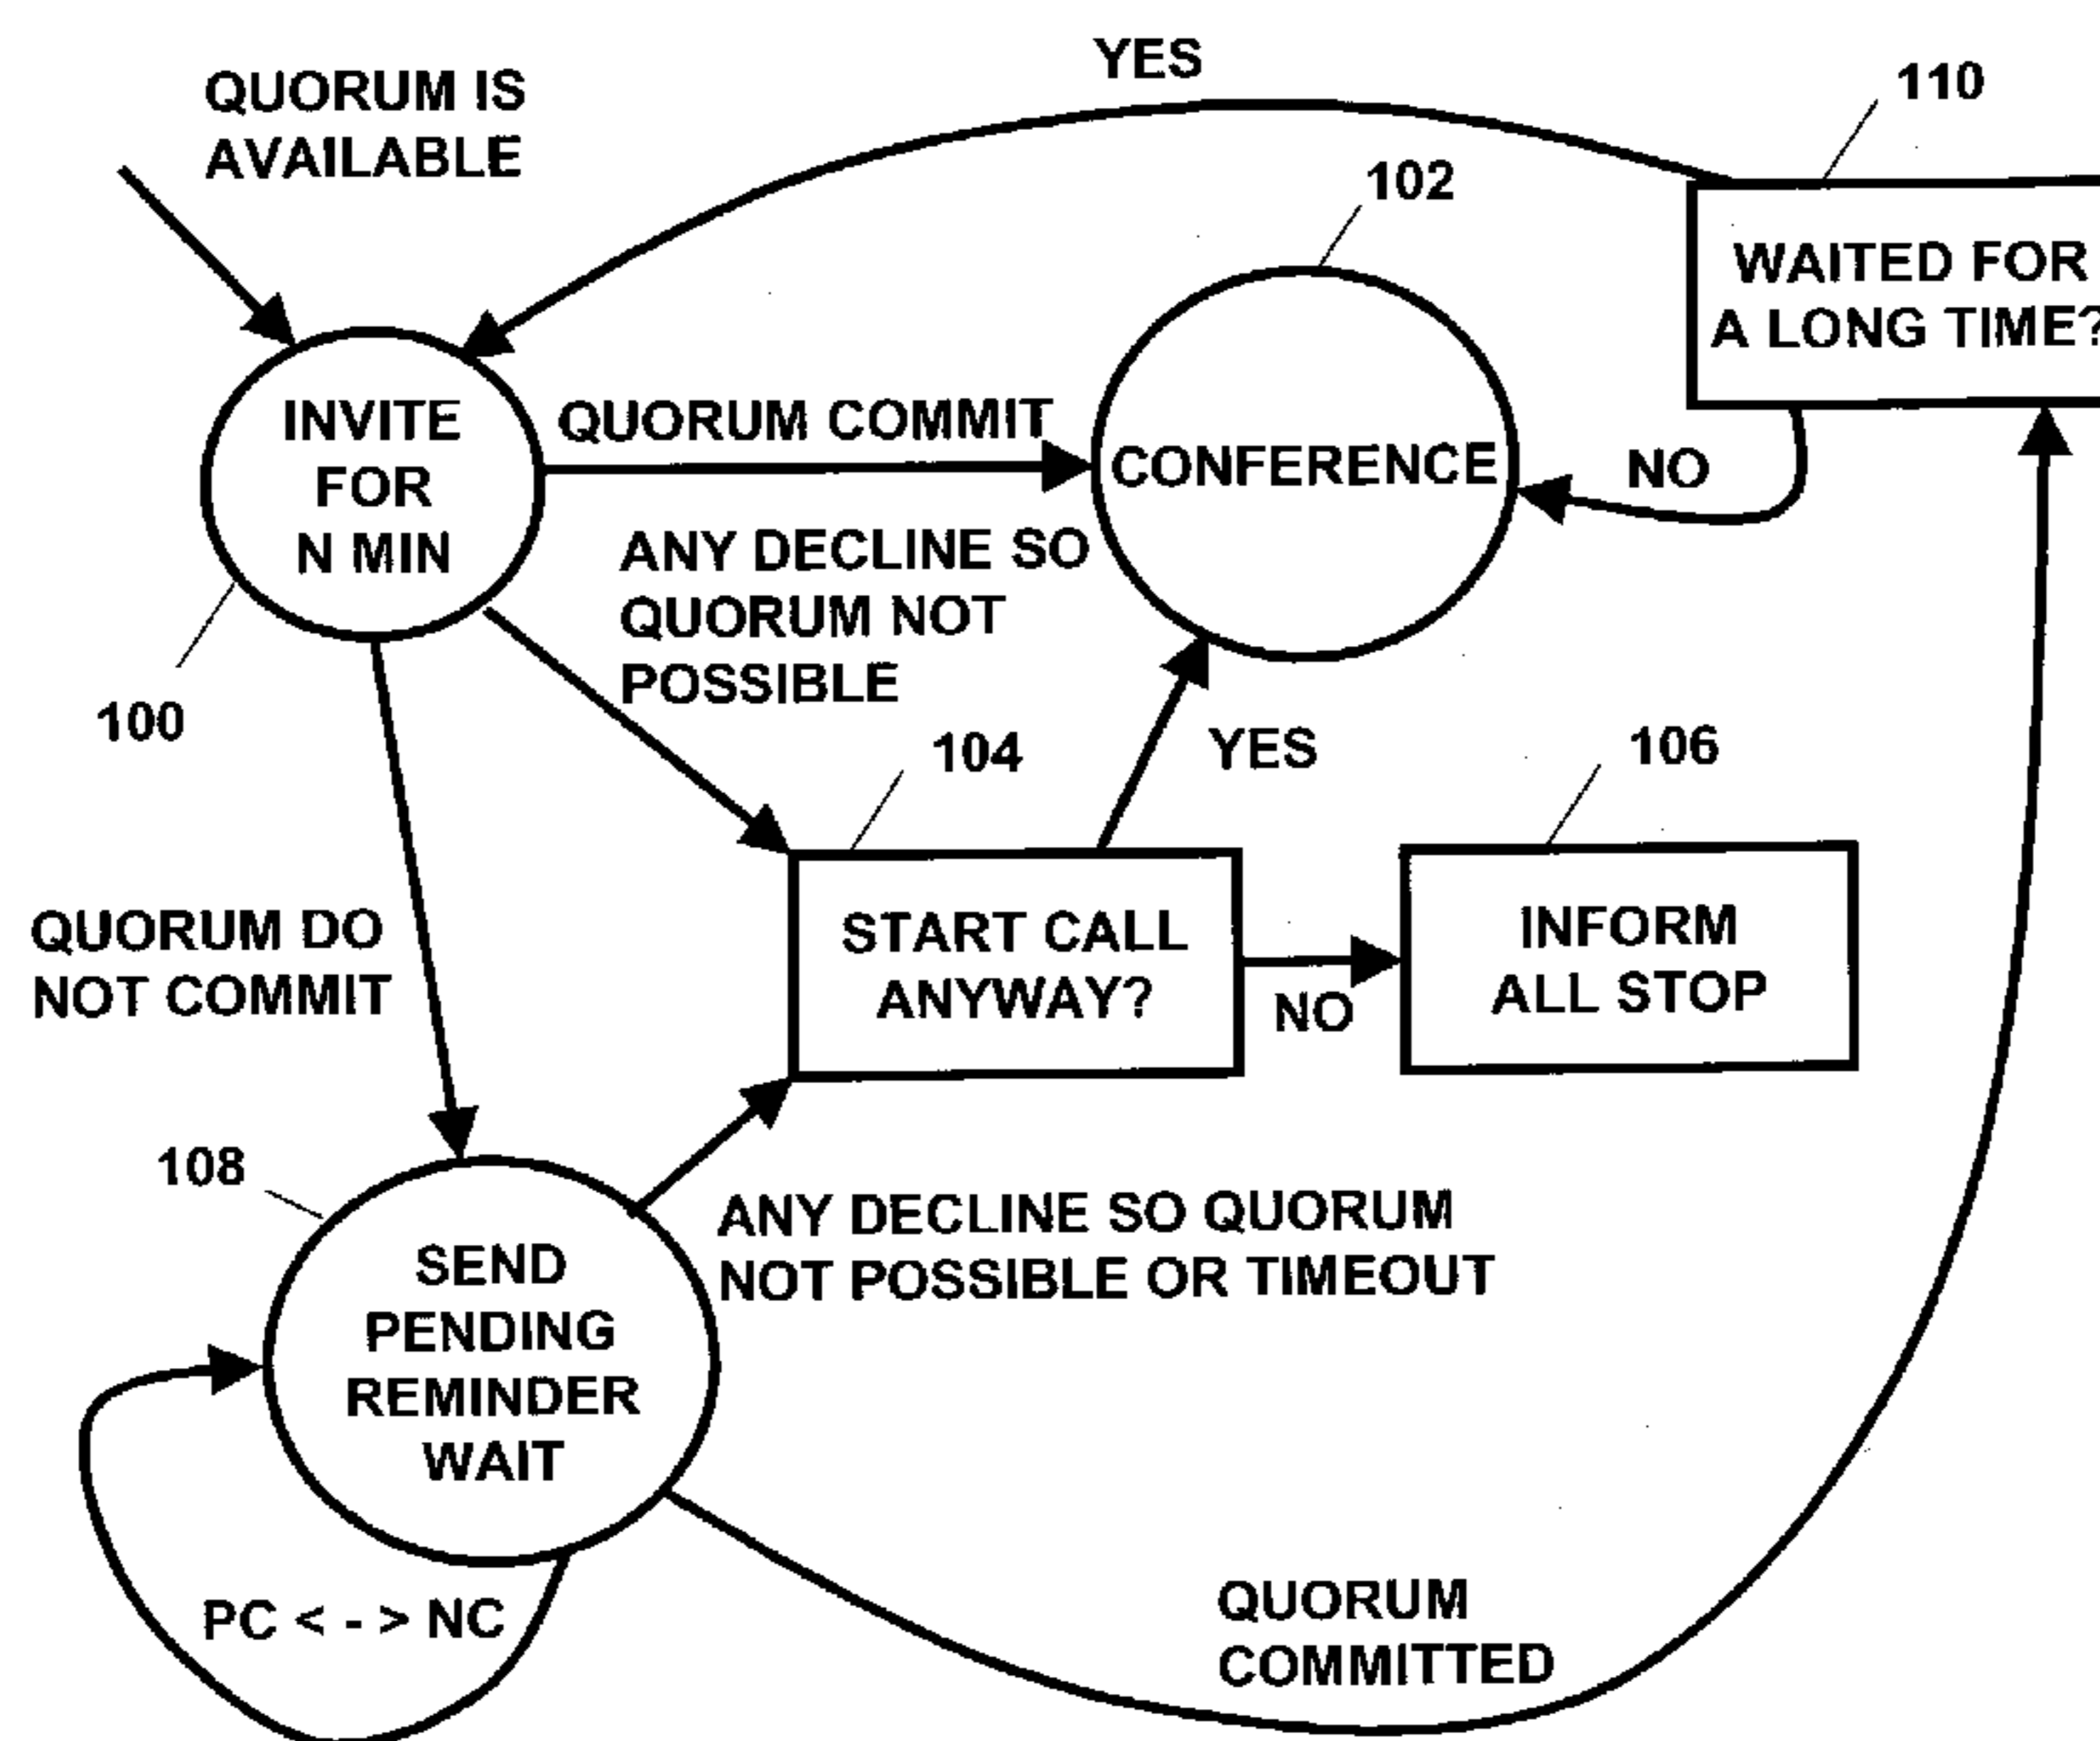 YES
110
QUORUM IS
AVAILABLE
102
WAITED FOR
A LONG TIME?
INVITE
FOR
N MIN
QUORUM COMMIT
CONFERENCE
NO
ANY DECLINE SO
QUORUM NOT
POSSIBLE
100
104
YES
106
QUORUM DO
NOT COMMIT
START CALL
ANYWAY?
NO
INFORM
ALL STOP
108
ANY DECLINE SO QUORUM
NOT POSSIBLE OR TIMEOUT
SEND
PENDING
REMINDER
WAIT
PC < - > NC
QUORUM
COMMITTED